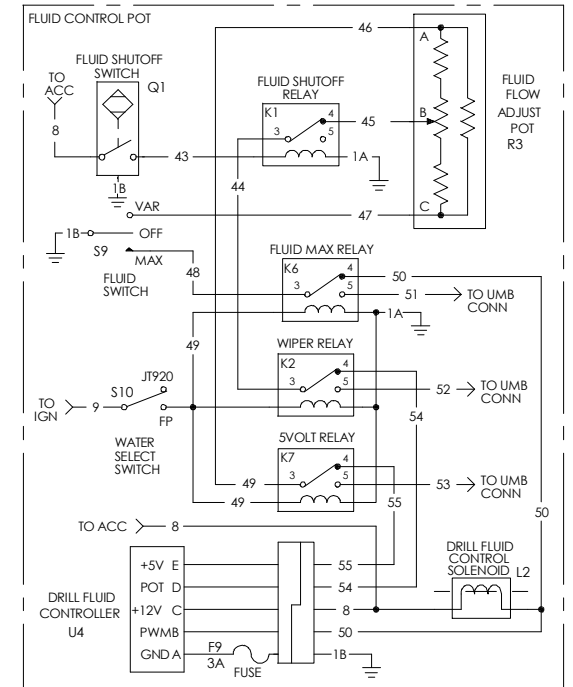 FLUID CONTROL POT
46
FLUID SHUTOFF
SWITCH
TO
ACC
Q1
8
1B
43
FLUID SHUTOFF
RELAY
K1
3
4
5
45
1A
44
A
B
C
FLUID
FLOW
ADJUST
POT
R3
VAR
47
1B
OFF
S9
MAX
FLUID
SWITCH
48
FLUID MAX RELAY
K6
3
4
5
50
51
TO UMB
CONN
1A
49
WIPER RELAY
K2
3
4
5
52
TO UMB
CONN
54
TO
IGN
9
S10
JT920
FP
WATER
SELECT
SWITCH
5VOLT RELAY
K7
3
4
5
49
49
53
TO UMB
CONN
55
50
TO ACC
8
DRILL FLUID
CONTROLLER
U4
+5V E
POT D
+12V C
PWMB
GND A
F9
3A
FUSE
55
54
8
50
1B
DRILL FLUID
CONTROL
SOLENOID
L2